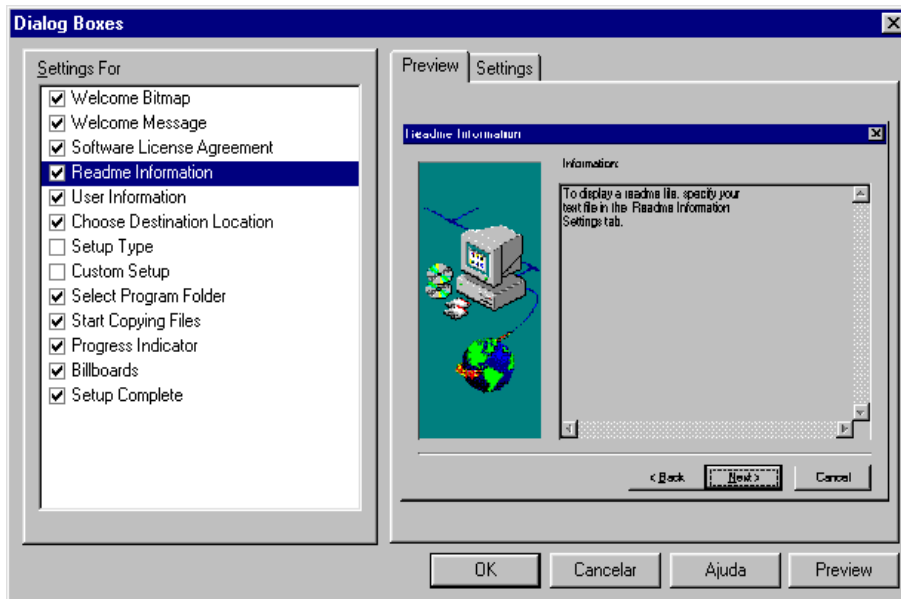 Dialog Boxes
Settings For
Welcome Bitmap
Welcome Message
Software License Agreement
Readme Information
User Information
Choose Destination Location
Setup Type
Custom Setup
Select Program Folder
Start Copying Files
Progress Indicator
Billboards
Setup Complete
Preview Settings
Readme Information
Information:
To display a readme file, specify your
text file in the Readme Information
Settings tab.
< Back Next > Cancel
OK Cancelar Ajuda Preview